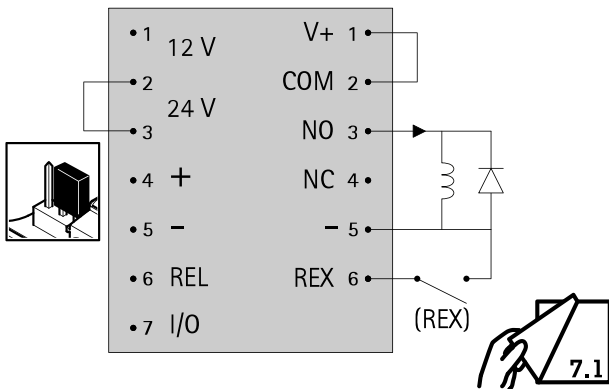 1 V+ 1
12 V
2 COM 2
24 V
3 NO 3
4 + NC 4
5 - - 5
6 REL REX 6
(REX)
7 I/O
7.1